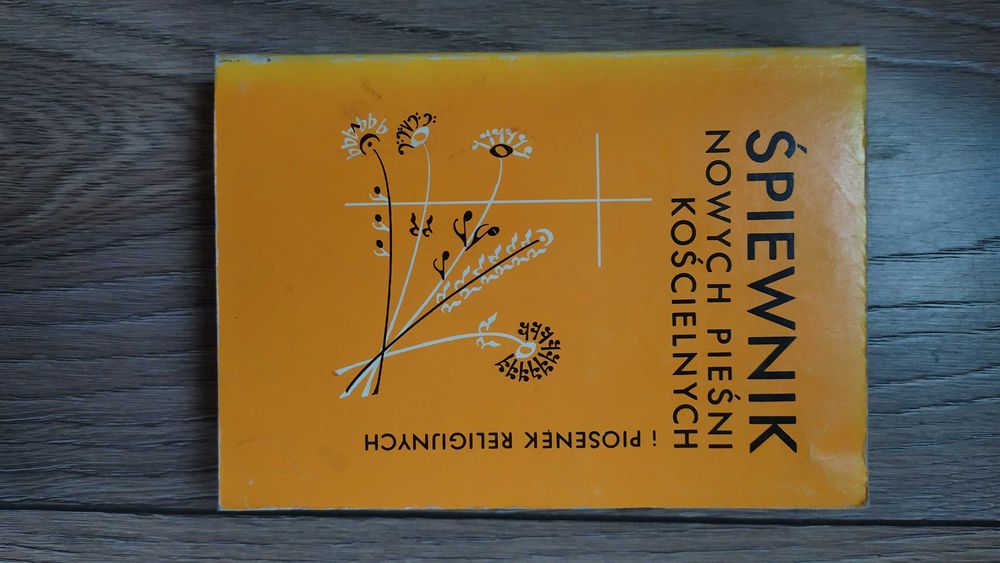 ŚPIEWNIK
NOWYCH PIEŚNI
KOŚCIELNYCH
i PIOSENEK RELIGIJNYCH